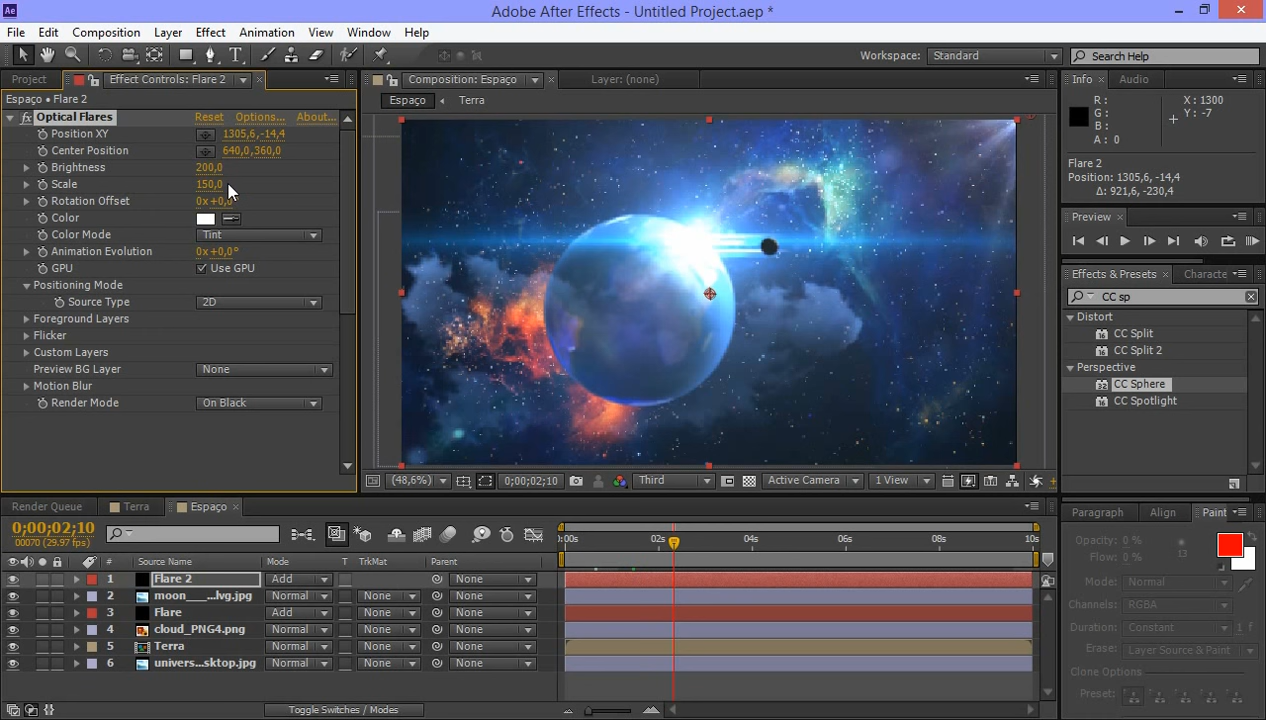 Ae
Adobe After Effects - Untitled Project.aep *
File Edit Composition Layer Effect Animation View Window Help
Workspace: Standard Search Help
Project Effect Controls: Flare 2
Espaço • Flare 2
fx Optical Flares Reset Options... About...
Position XY 1305,6,-14,4
Center Position 640,0,360,0
Brightness 200,0
Scale 150,0
Rotation Offset 0x+0,0°
Color
Color Mode Tint
Animation Evolution 0x+0,0°
GPU Use GPU
Positioning Mode
Source Type 2D
Foreground Layers
Flicker
Custom Layers
Preview BG Layer None
Motion Blur
Render Mode On Black
Composition: Espaço Layer: (none)
Espaço Terra
(48,6%) 0;00;02;10 Third Active Camera 1 View
Info Audio
R: X: 1300
G: Y: -7
B:
A: 0
Flare 2
Position: 1305,6, -14,4
Δ: 921,6, -230,4
Preview
Effects & Presets Characte
CC sp
Distort
CC Split
CC Split 2
Perspective
CC Sphere
CC Spotlight
Paragraph Align Paint
Opacity: 0 %
Flow: 0 % 13
Mode: Normal
Channels: RGBA
Duration: Constant 1 f
Erase: Layer Source & Paint
Clone Options
Preset:
Render Queue Terra Espaço
0;00;02;10
00070 (29.97 fps)
Source Name Mode T TrkMat Parent
1 Flare 2 Add None
2 moon____...lvg.jpg Normal None None
3 Flare Add None None
4 cloud_PNG4.png Normal None None
5 Terra Normal None None
6 univers...sktop.jpg Normal None None
0:00s 02s 04s 06s 08s 10s
Toggle Switches / Modes